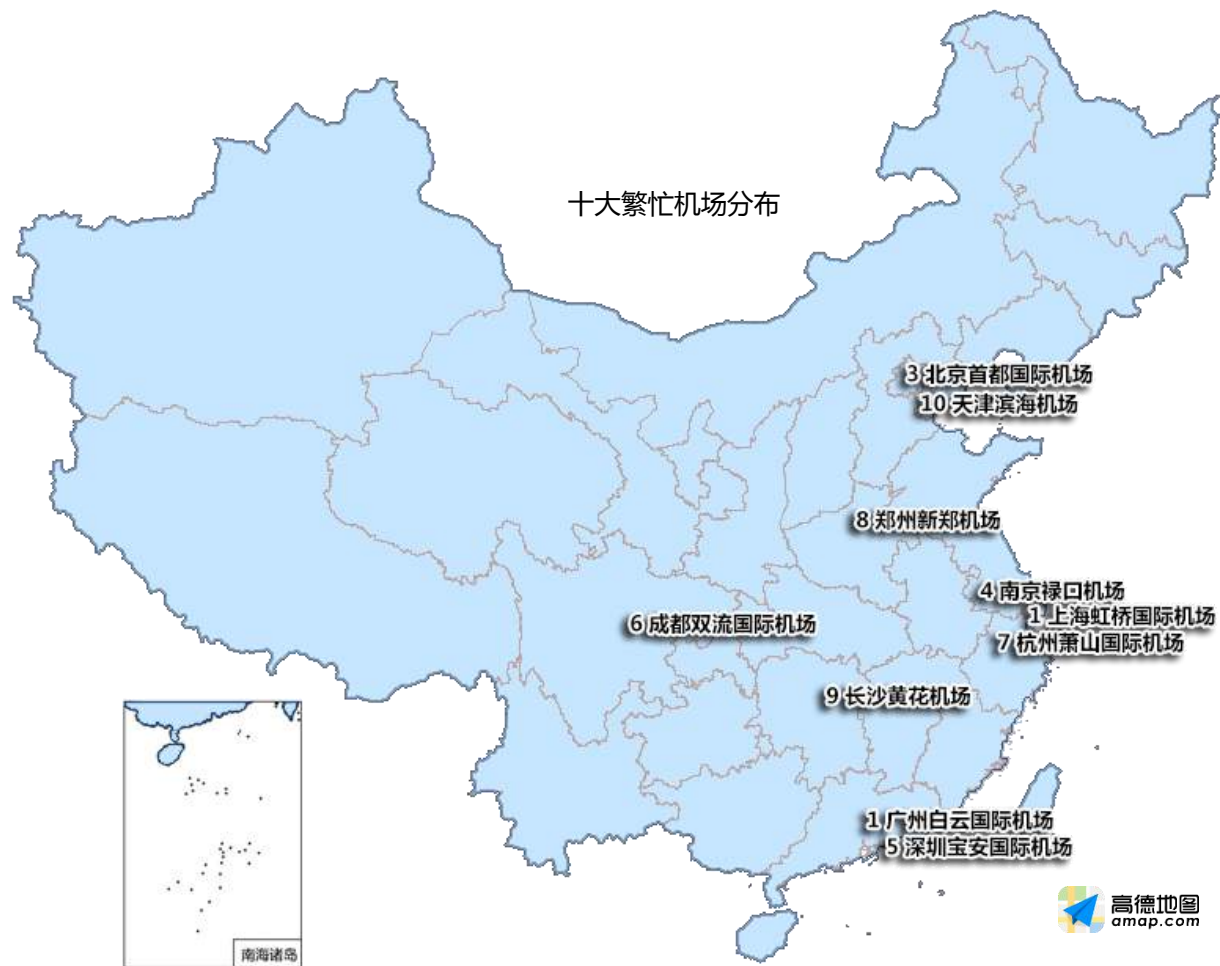 十大繁忙机场分布
3 北京首都国际机场
10 天津滨海机场
8 郑州新郑机场
4 南京禄口机场
1 上海虹桥国际机场
6 成都双流国际机场
7 杭州萧山国际机场
9 长沙黄花机场
1 广州白云国际机场
5 深圳宝安国际机场
高德地图
amap.com
南海诸岛